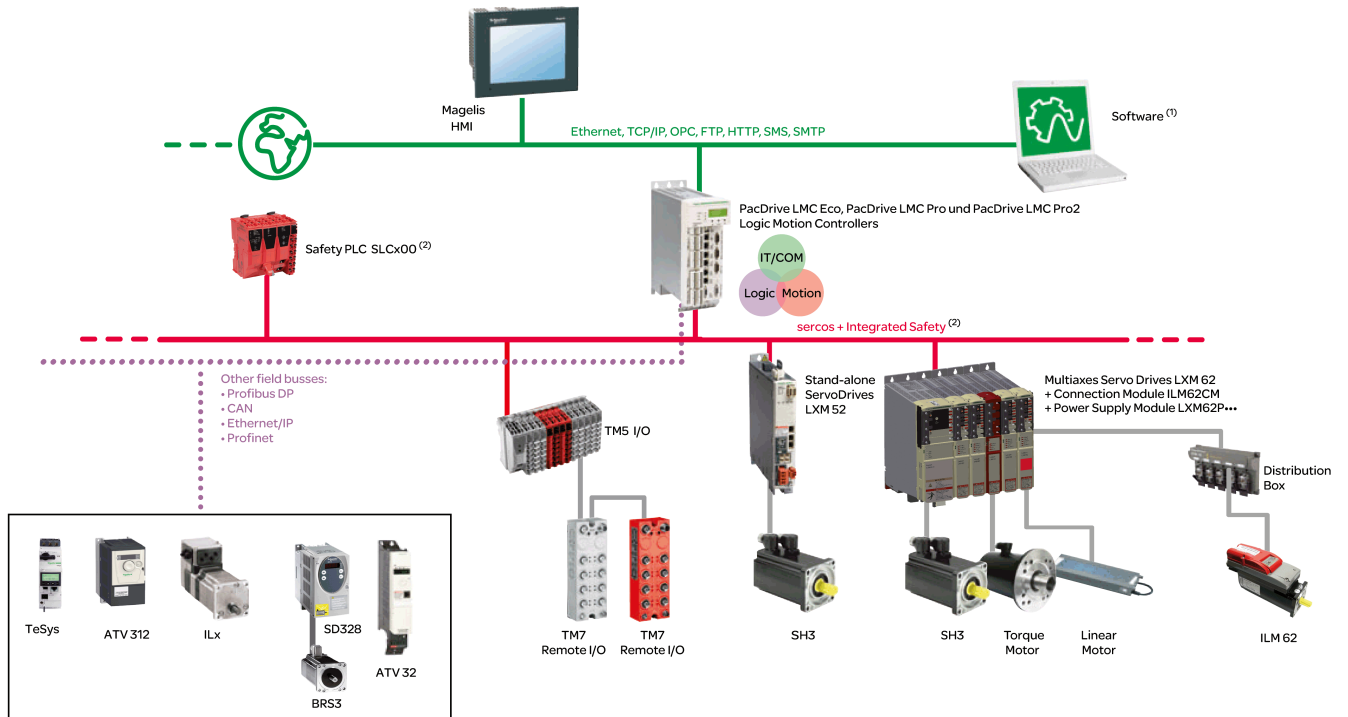 Magelis
HMI
Ethernet, TCP/IP, OPC, FTP, HTTP, SMS, SMTP
Software (1)
PacDrive LMC Eco, PacDrive LMC Pro und PacDrive LMC Pro2
Logic Motion Controllers
Safety PLC SLCx00 (2)
IT/COM
Logic
Motion
sercos + Integrated Safety (2)
Other field busses:
• Profibus DP
• CAN
• Ethernet/IP
• Profinet
Stand-alone
ServoDrives
LXM 52
Multiaxes Servo Drives LXM 62
+ Connection Module ILM62CM
+ Power Supply Module LXM62P•••
TM5 I/O
Distribution
Box
TeSys
ATV 312
ILx
SD328
ATV 32
BRS3
TM7
Remote I/O
TM7
Remote I/O
SH3
SH3
Torque
Motor
Linear
Motor
ILM 62